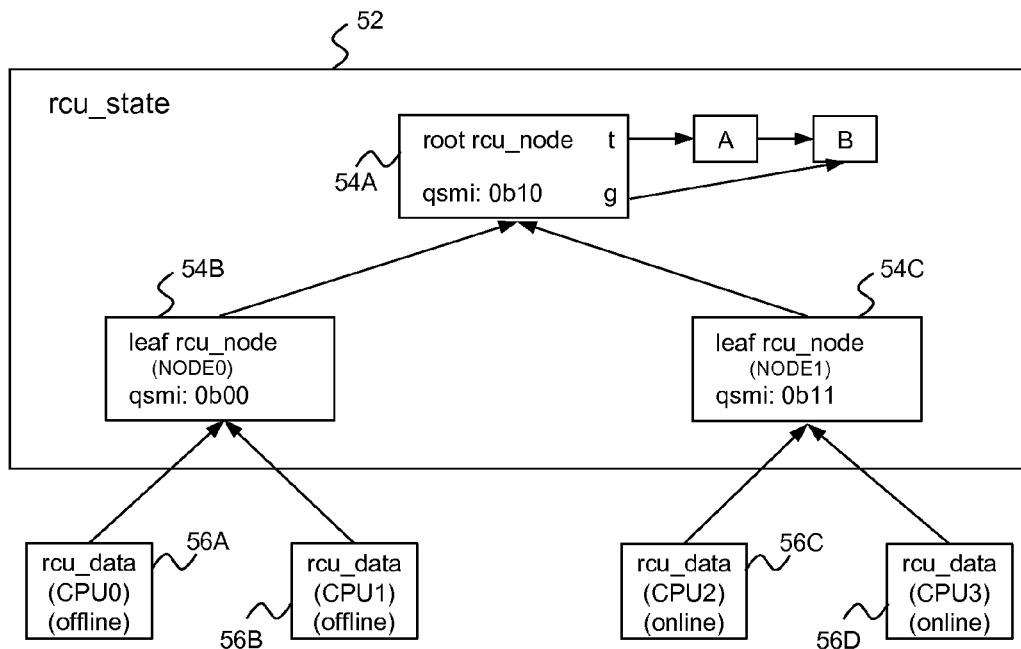 52
rcu_state
root rcu_node t
A
B
54A
qsmi: 0b10 g
54B
54C
leaf rcu_node
(NODE0)
qsmi: 0b00
leaf rcu_node
(NODE1)
qsmi: 0b11
56A
rcu_data
(CPU0)
(offline)
56B
rcu_data
(CPU1)
(offline)
56C
rcu_data
(CPU2)
(online)
56D
rcu_data
(CPU3)
(online)